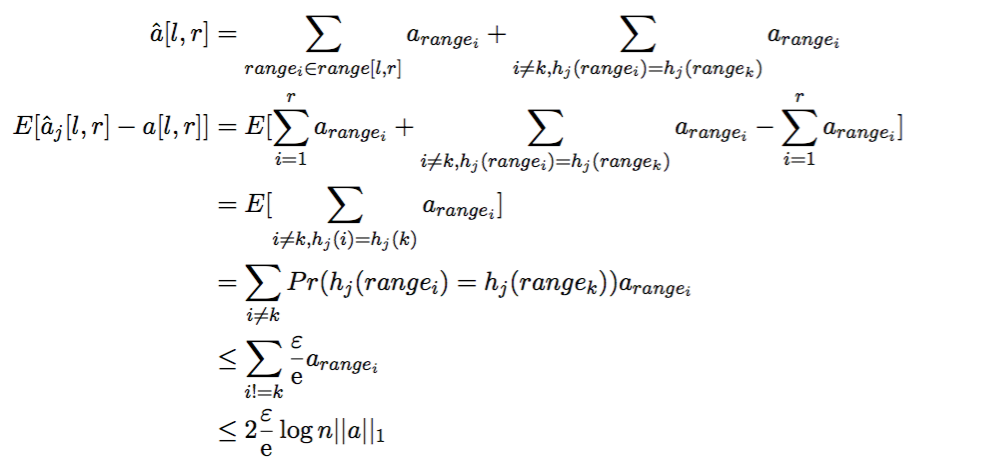 â[l, r] = ∑_{range_i ∈ range[l,r]} a_{range_i} + ∑_{i≠k, h_j(range_i)=h_j(range_k)} a_{range_i}
E[â_j[l, r] − a[l, r]] = E[∑_{i=1}^{r} a_{range_i} + ∑_{i≠k, h_j(range_i)=h_j(range_k)} a_{range_i} − ∑_{i=1}^{r} a_{range_i}]
= E[∑_{i≠k, h_j(i)=h_j(k)} a_{range_i}]
= ∑_{i≠k} Pr(h_j(range_i) = h_j(range_k))a_{range_i}
≤ ∑_{i!=k} \frac{ε}{e} a_{range_i}
≤ 2\frac{ε}{e} log n||a||_1